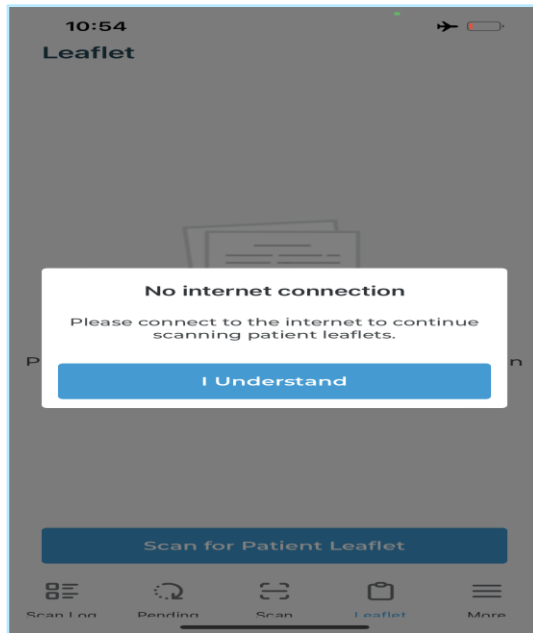 10:54
Leaflet
No internet connection
Please connect to the internet to continue
scanning patient leaflets.
P n
I Understand
Scan for Patient Leaflet
Scan Log Pending Scan Leaflet More